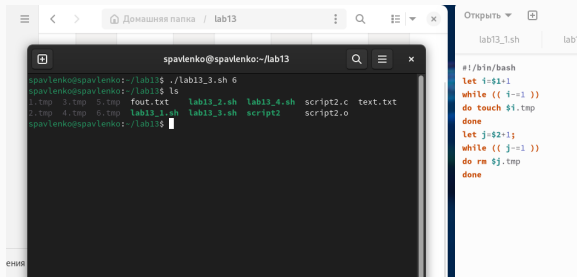 Домашняя папка / lab13
spavlenko@spavlenko:~/lab13
spavlenko@spavlenko:~/lab13$ ./lab13_3.sh 6
spavlenko@spavlenko:~/lab13$ ls
1.tmp 3.tmp 5.tmp fout.txt lab13_2.sh lab13_4.sh script2.c text.txt
2.tmp 4.tmp 6.tmp lab13_1.sh lab13_3.sh script2 script2.o
spavlenko@spavlenko:~/lab13$
ения
Открыть
lab13_1.sh lab
#!/bin/bash
let i=$1+1
while (( i-=1 ))
do touch $i.tmp
done
let j=$2+1;
while (( j-=1 ))
do rm $j.tmp
done